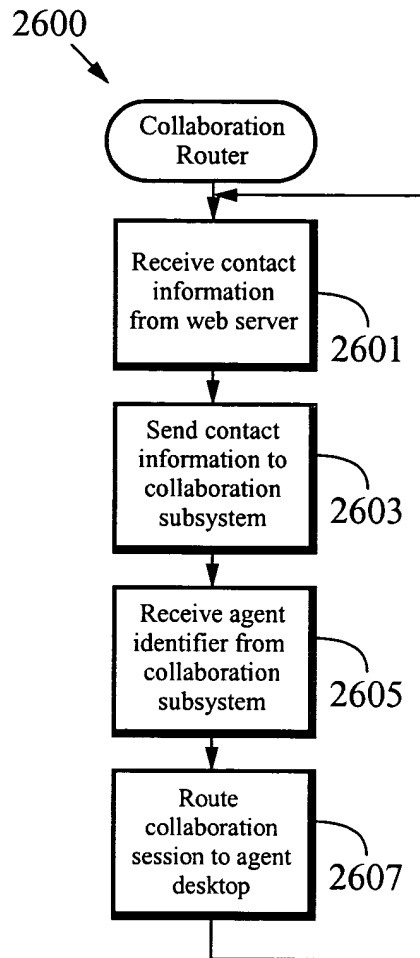 2600
Collaboration
Router
Receive contact
information
from web server
2601
Send contact
information to
collaboration
subsystem
2603
Receive agent
identifier from
collaboration
subsystem
2605
Route
collaboration
session to agent
desktop
2607